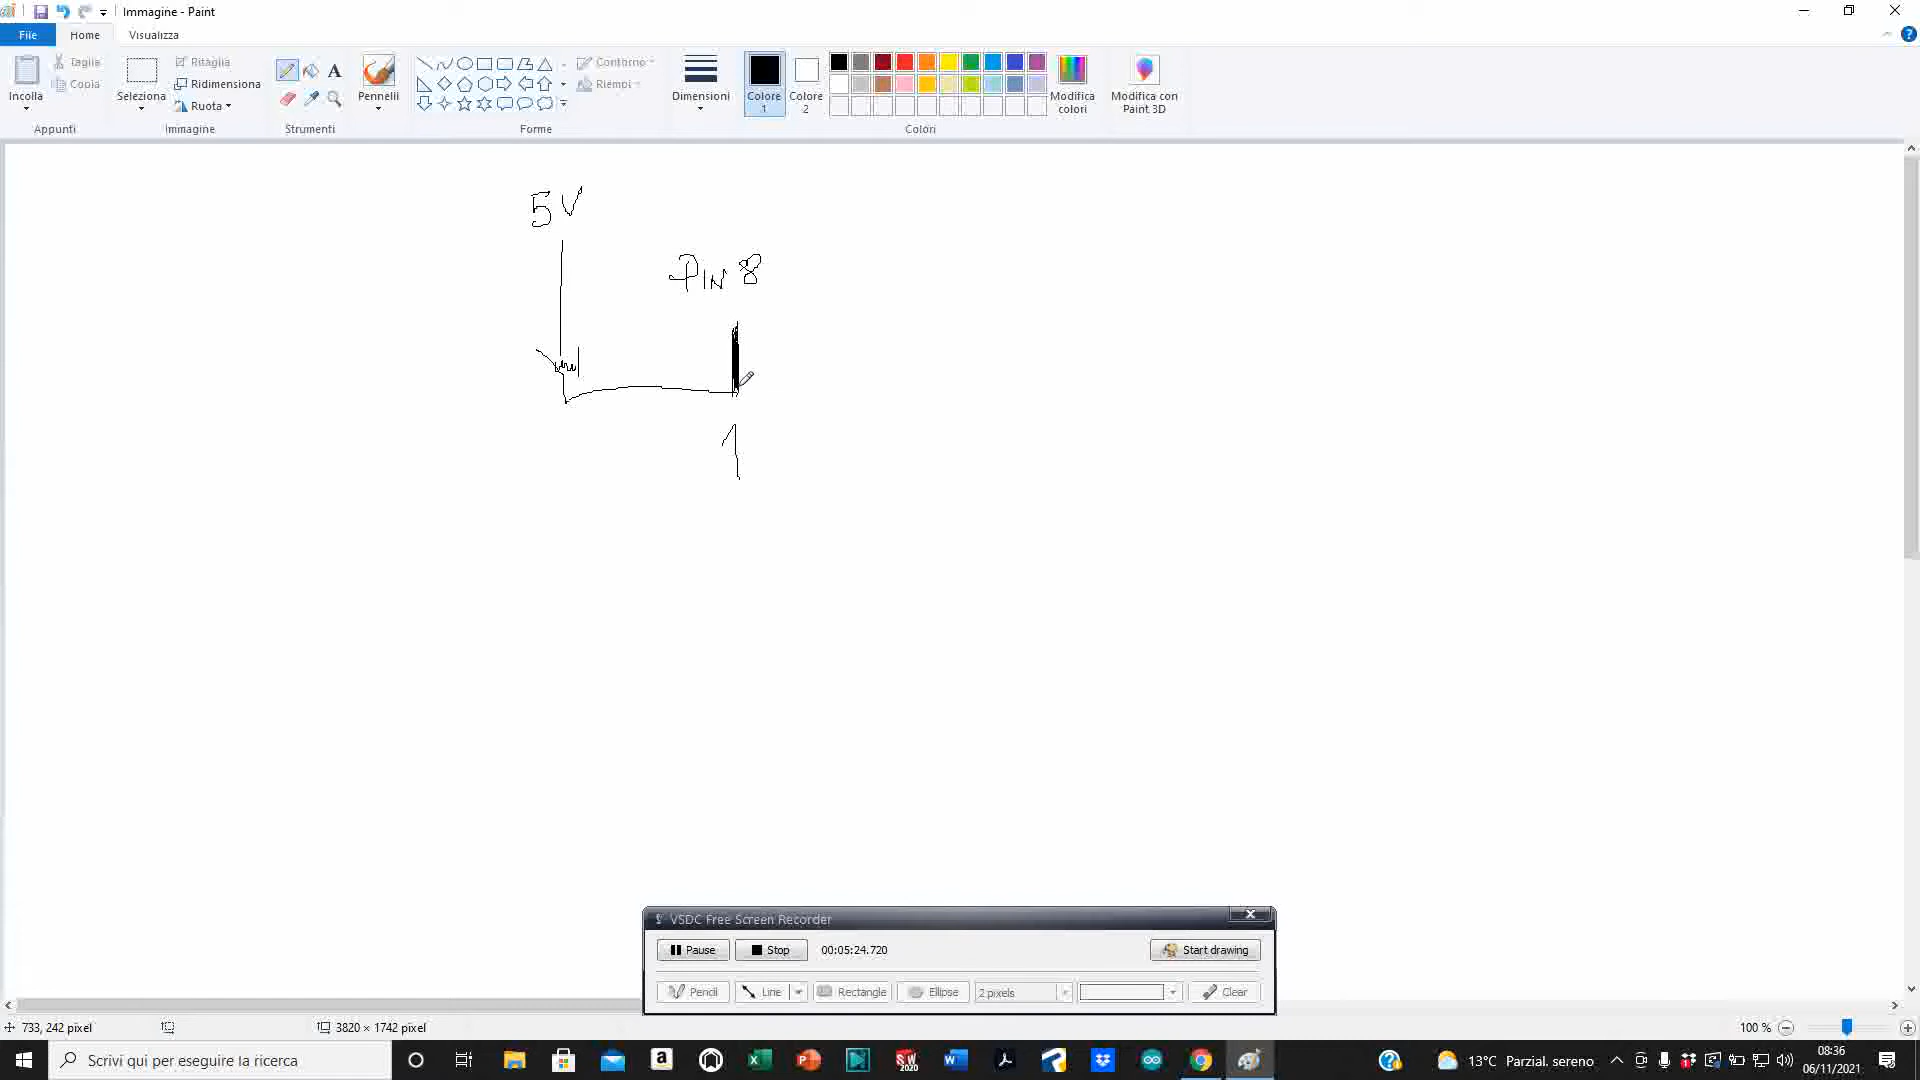 Immagine - Paint
File Home Visualizza
Incolla
Taglia
Copia
Appunti
Seleziona
Ritaglia
Ridimensiona
Ruota
Immagine
A
Strumenti
Pennelli
Contorno
Riempi
Forme
Dimensioni
Colore
1
Colore
2
Modifica
colori
Modifica con
Paint 3D
Colori
5V
PIN 8
1
VSDC Free Screen Recorder
Pause Stop 00:05:24.720 Start drawing
Pencil Line Rectangle Ellipse 2 pixels Clear
733, 242 pixel 3820 × 1742 pixel 100 %
Scrivi qui per eseguire la ricerca
a
SW
2020
13°C Parzial. sereno
08:36
06/11/2021